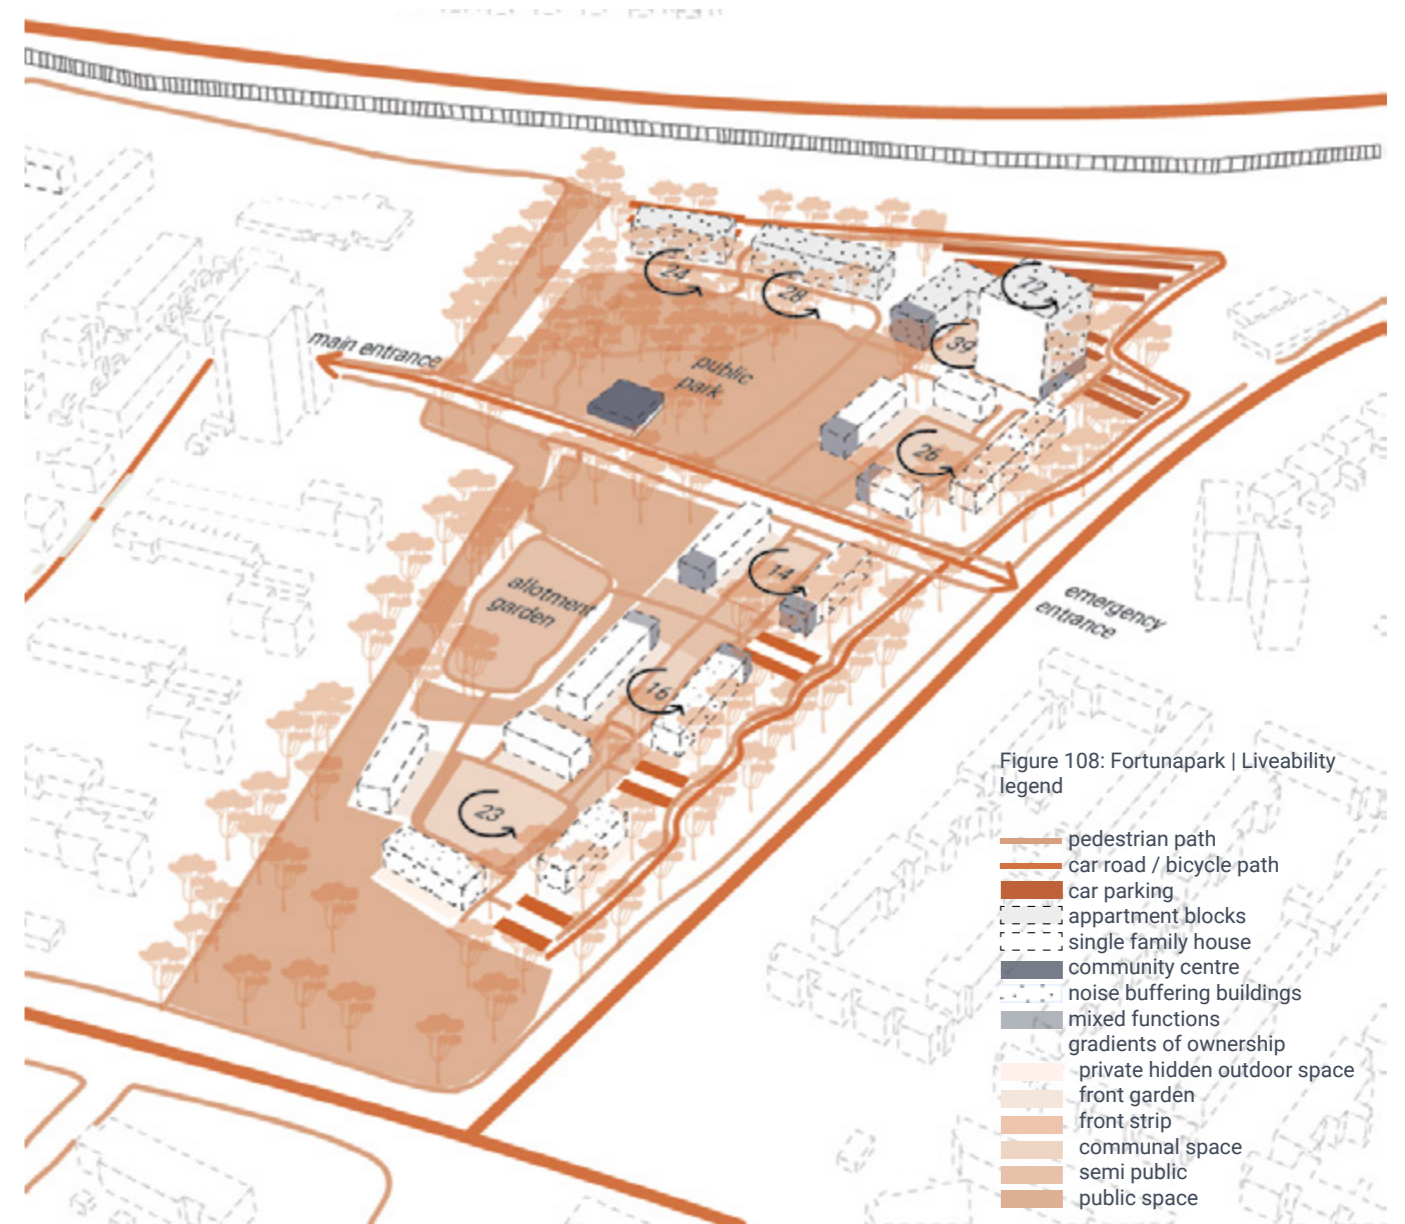 24
28
72
39
main entrance
public
park
26
14
allotment
garden
emergency
entrance
16
23
Figure 108: Fortunapark | Liveability
legend
pedestrian path
car road / bicycle path
car parking
appartment blocks
single family house
community centre
noise buffering buildings
mixed functions
gradients of ownership
private hidden outdoor space
front garden
front strip
communal space
semi public
public space